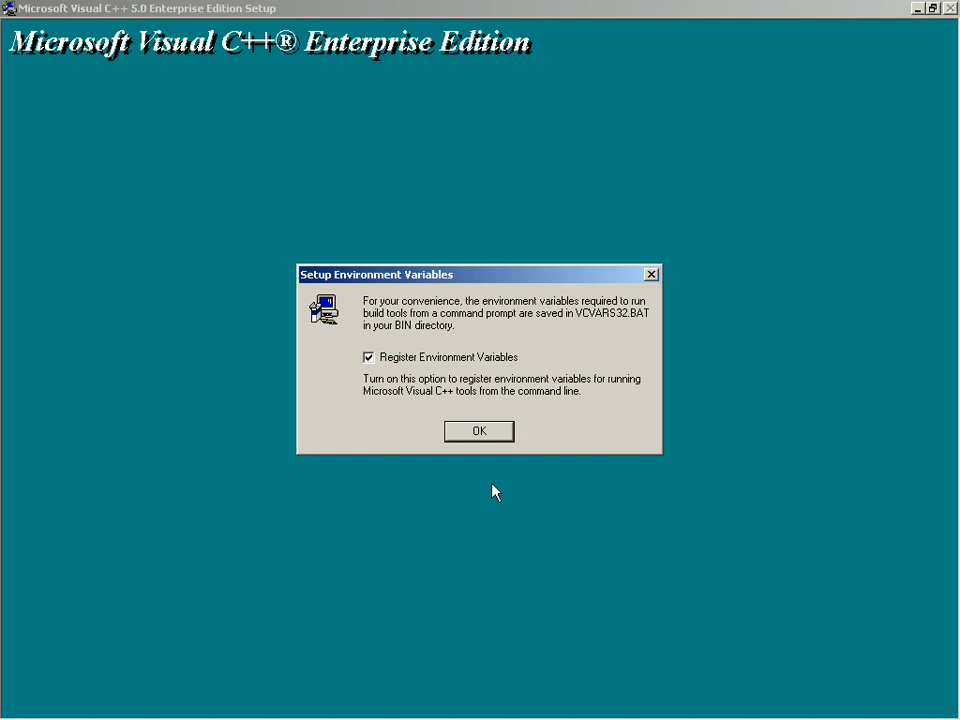 Microsoft Visual C++ 5.0 Enterprise Edition Setup
Microsoft Visual C++® Enterprise Edition
Setup Environment Variables
For your convenience, the environment variables required to run
build tools from a command prompt are saved in VCVARS32.BAT
in your BIN directory.
Register Environment Variables
Turn on this option to register environment variables for running
Microsoft Visual C++ tools from the command line.
OK